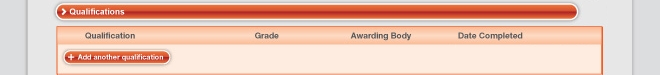 Qualifications
Qualification Grade Awarding Body Date Completed
+ Add another qualification